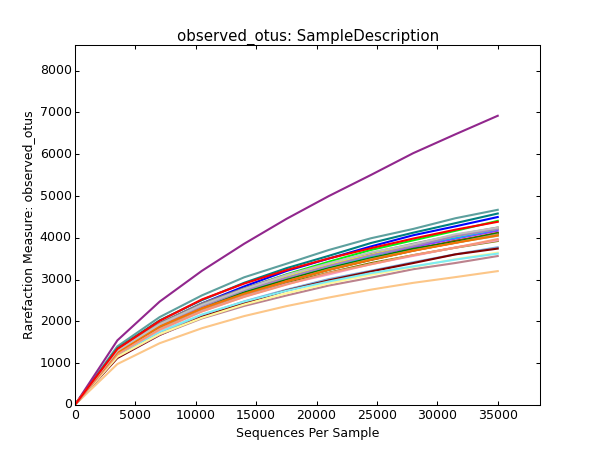 observed_otus: SampleDescription
Rarefaction Measure: observed_otus
8000
7000
6000
5000
4000
3000
2000
1000
0
0 5000 10000 15000 20000 25000 30000 35000
Sequences Per Sample